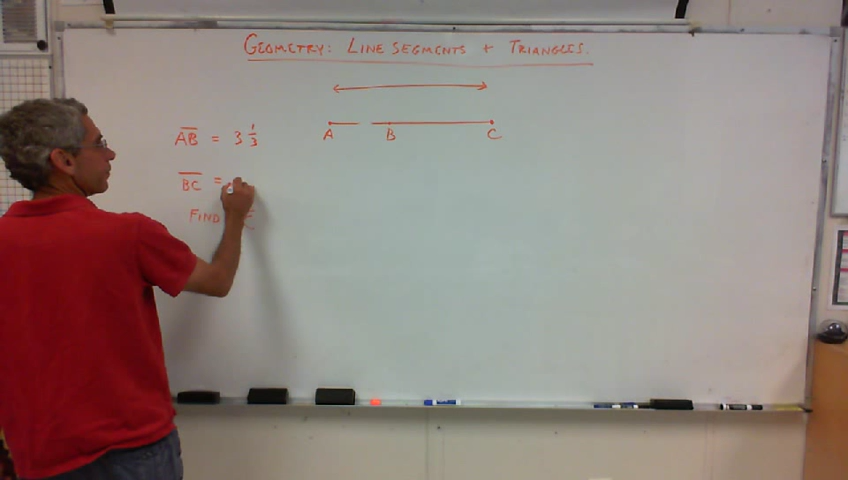 GEOMETRY: LINE SEGMENTS + TRIANGLES.
A B C
AB = 3 1/3
BC =
FIND